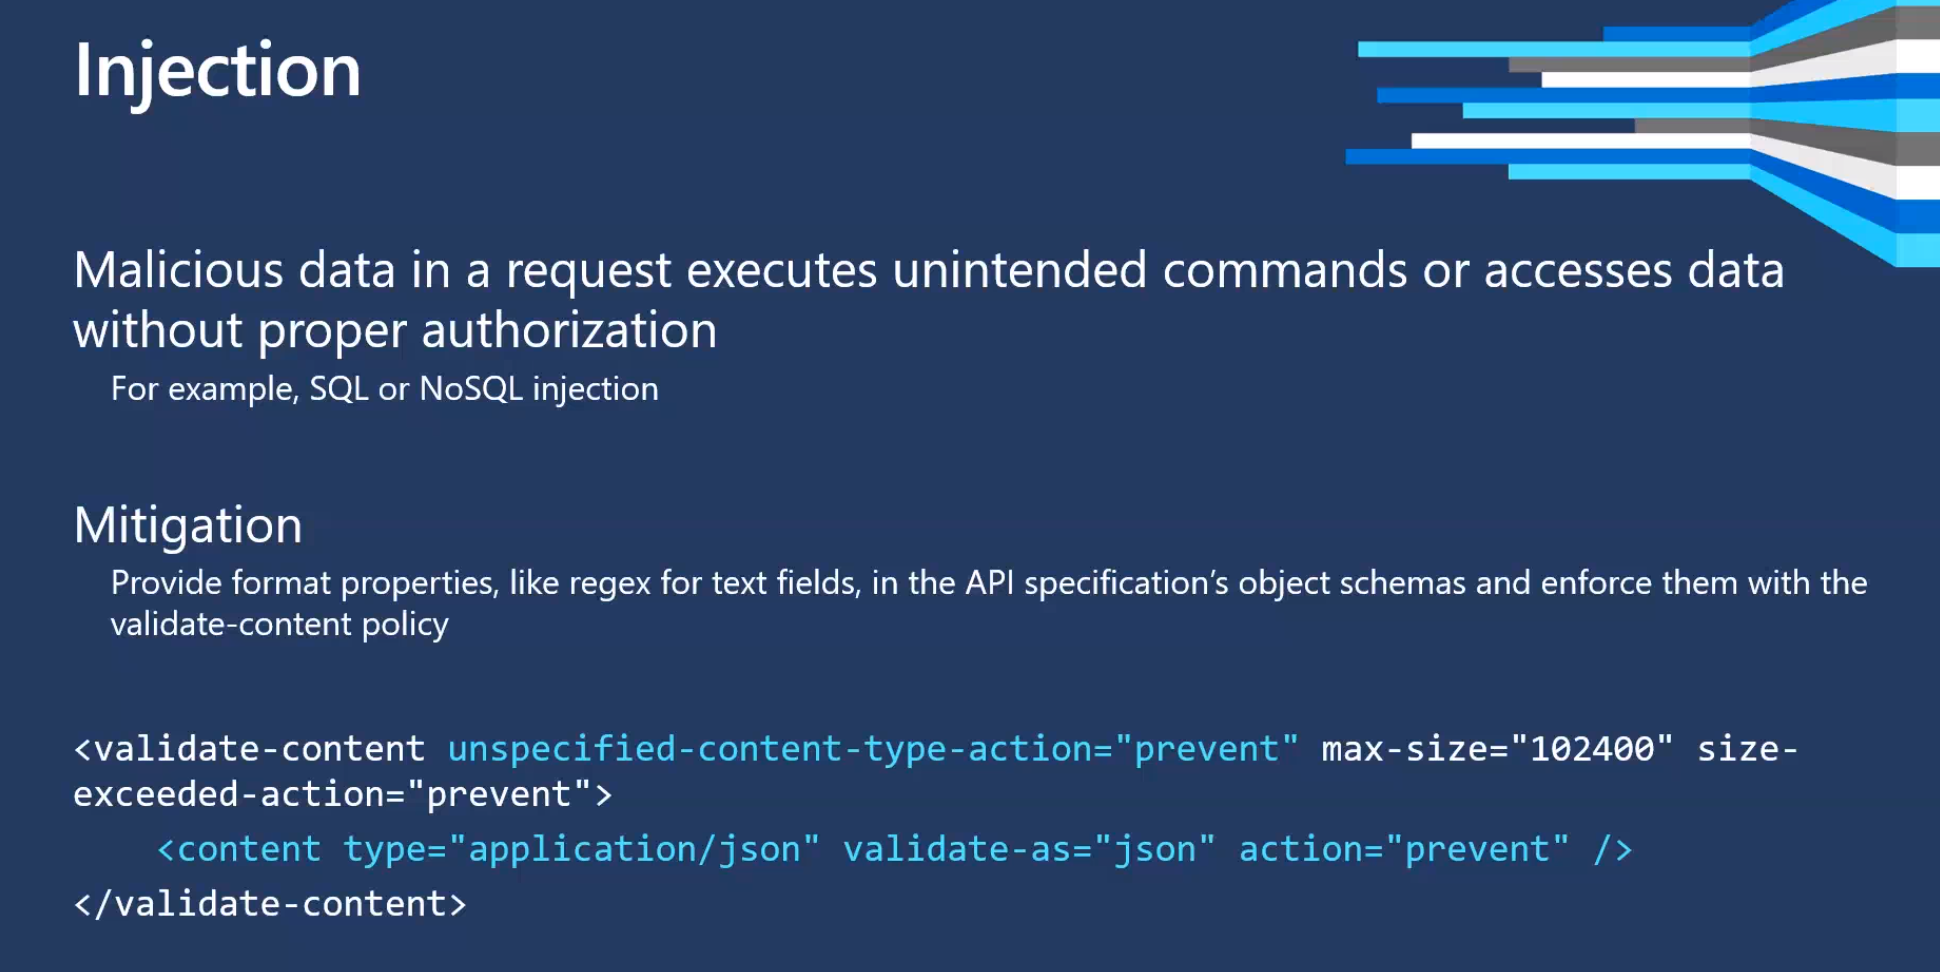 Injection
Malicious data in a request executes unintended commands or accesses data
without proper authorization
For example, SQL or NoSQL injection
Mitigation
Provide format properties, like regex for text fields, in the API specification’s object schemas and enforce them with the
validate-content policy
<validate-content unspecified-content-type-action="prevent" max-size="102400" size-
exceeded-action="prevent">
    <content type="application/json" validate-as="json" action="prevent" />
</validate-content>